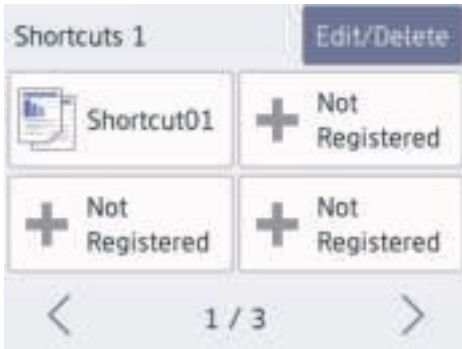 Shortcuts 1
Edit/Delete
Shortcut01
Not
Registered
Not
Registered
Not
Registered
1 / 3